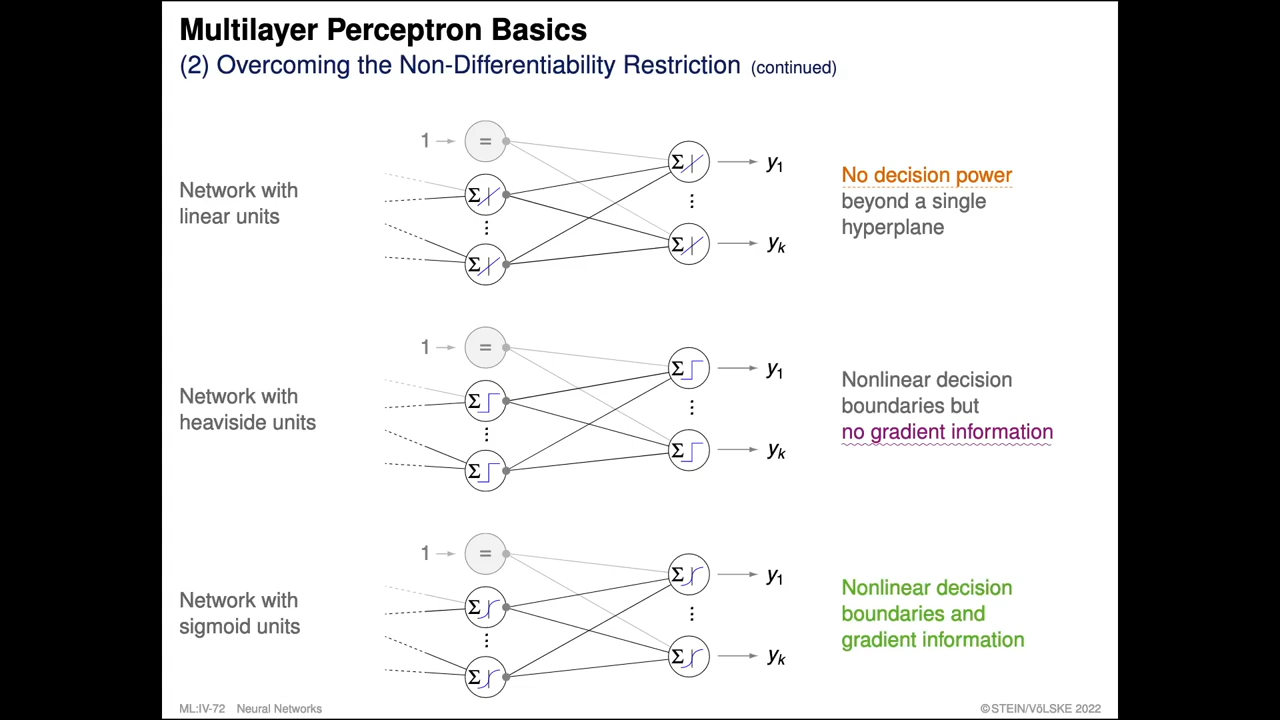 Multilayer Perceptron Basics
(2) Overcoming the Non-Differentiability Restriction (continued)
Network with
linear units
1
=
Σ
⋮
Σ
Σ
⋮
Σ
y1
yk
No decision power
beyond a single
hyperplane
Network with
heaviside units
1
=
Σ
⋮
Σ
Σ
⋮
Σ
y1
yk
Nonlinear decision
boundaries but
no gradient information
Network with
sigmoid units
1
=
Σ
⋮
Σ
Σ
⋮
Σ
y1
yk
Nonlinear decision
boundaries and
gradient information
ML:IV-72 Neural Networks
©STEIN/VÖLSKE 2022